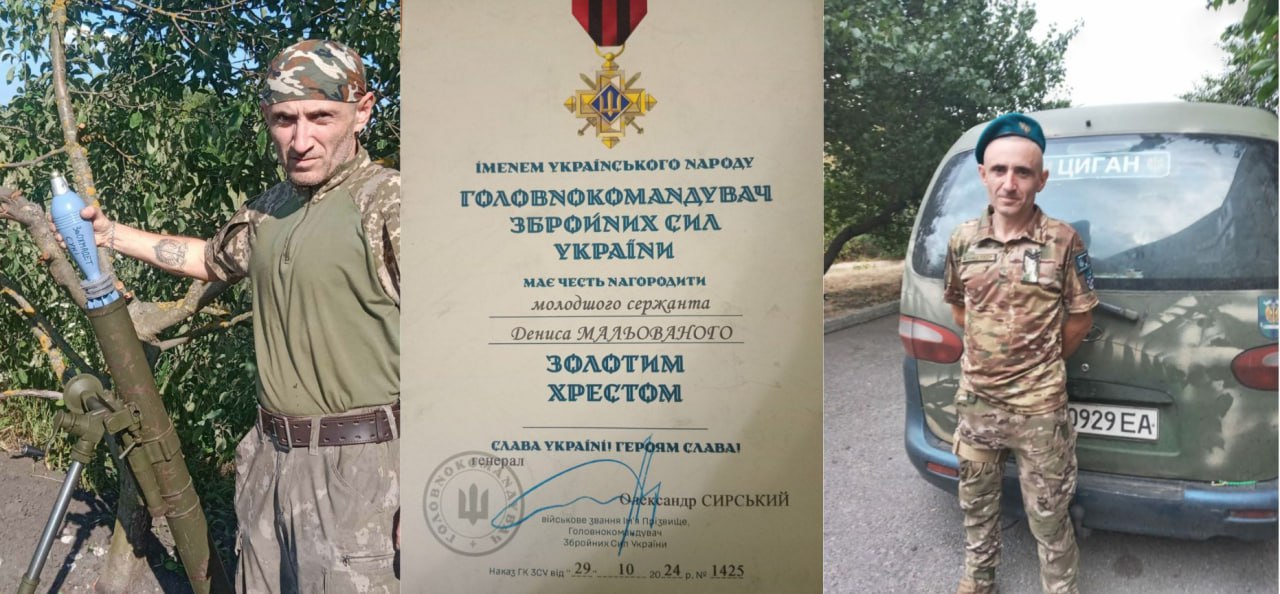 ІМЕНЕМ УКРАЇНСЬКОГО НАРОДУ
ГОЛОВНОКОМАНДУВАЧ
ЗБРОЙНИХ СИЛ
УКРАЇНИ
МАЄ ЧЕСТЬ НАГОРОДИТИ
молодшого сержанта
Дениса МАЛЬОВАНОГО
ЗОЛОТИМ
ХРЕСТОМ
СЛАВА УКРАЇНІ! ГЕРОЯМ СЛАВА!
генерал
Олександр СИРСЬКИЙ
військове звання Ім'я Прізвище,
Головнокомандувач
Збройних Сил України
ГОЛОВНОКОМАНДУВАЧ
Наказ ГК ЗСУ від "29" 10 2024 р. № 1425
ЦИГАН
0929 ЕА